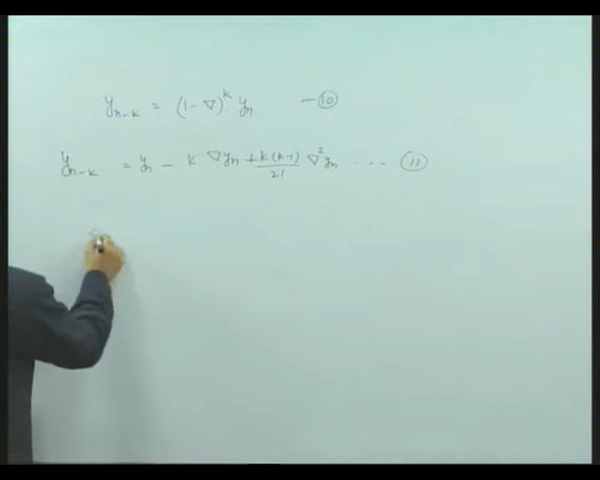 y_{n-k} = (1-∇)^k y_n — ⑩
y_{n-k} = y_n - k ∇y_n + k(k-1)/2! ∇²y_n ... ⑪